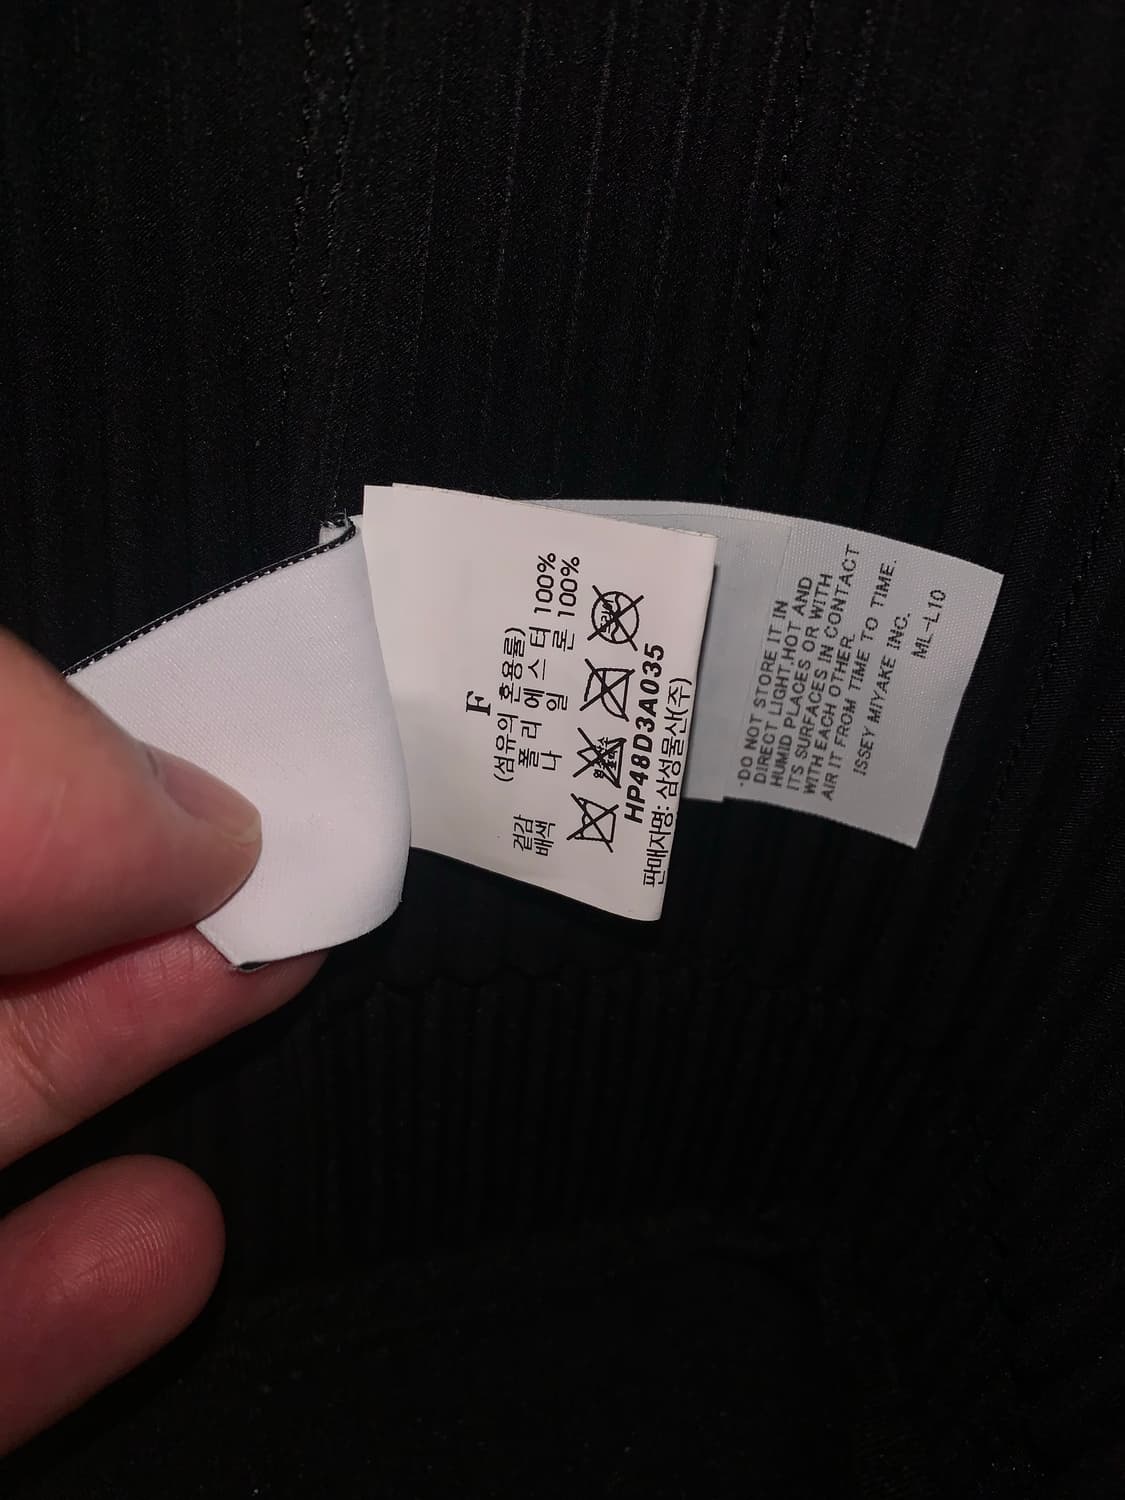 F
(섬유의 혼용률)
겉감 폴리에스터 100%
배색 나일론 100%
HP48D3A035
판매자명: 삼성물산(주)
*DO NOT STORE IT IN
DIRECT LIGHT,HOT AND
HUMID PLACES OR WITH
ITS SURFACES IN CONTACT
WITH EACH OTHER.
AIR IT FROM TIME TO TIME.
ISSEY MIYAKE INC.
ML-L10